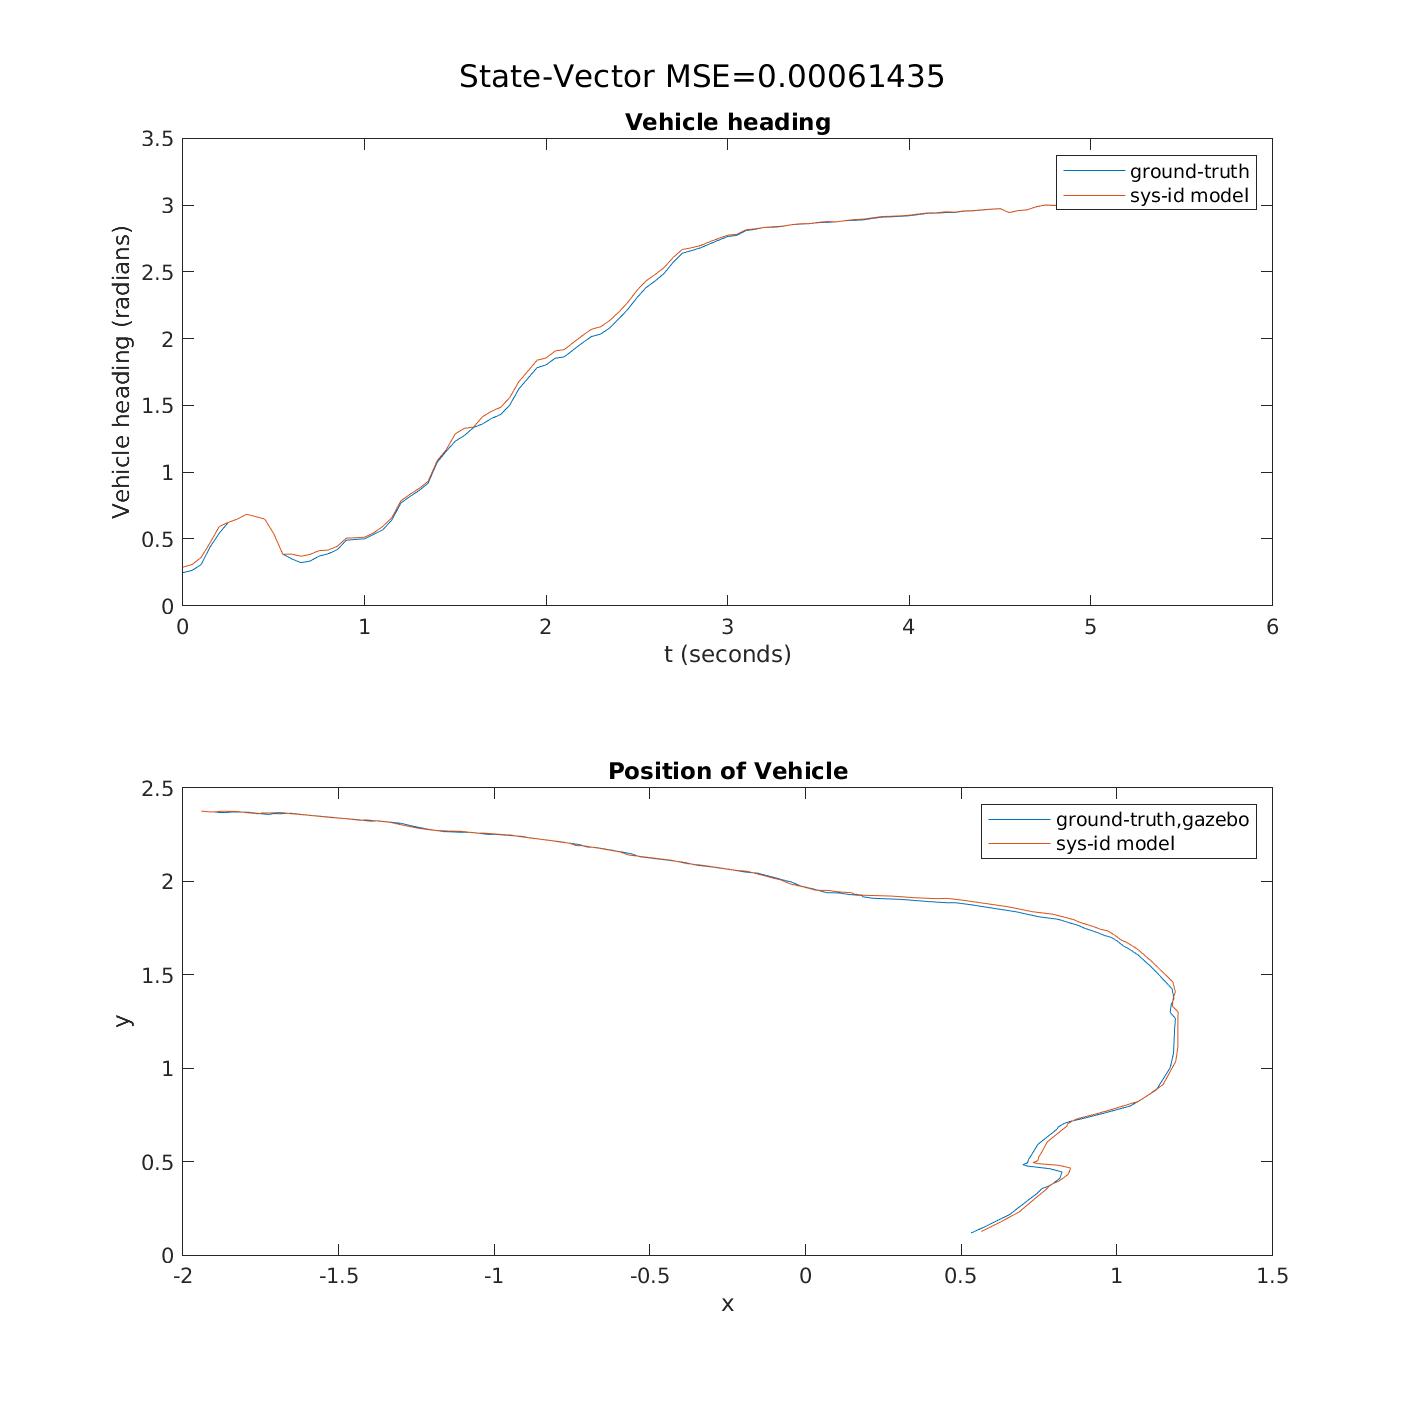 State-Vector MSE=0.00061435
Vehicle heading
3.5
3
2.5
2
1.5
1
0.5
0
Vehicle heading (radians)
ground-truth
sys-id model
0 1 2 3 4 5 6
t (seconds)
Position of Vehicle
2.5
2
1.5
1
0.5
0
y
ground-truth,gazebo
sys-id model
-2 -1.5 -1 -0.5 0 0.5 1 1.5
x